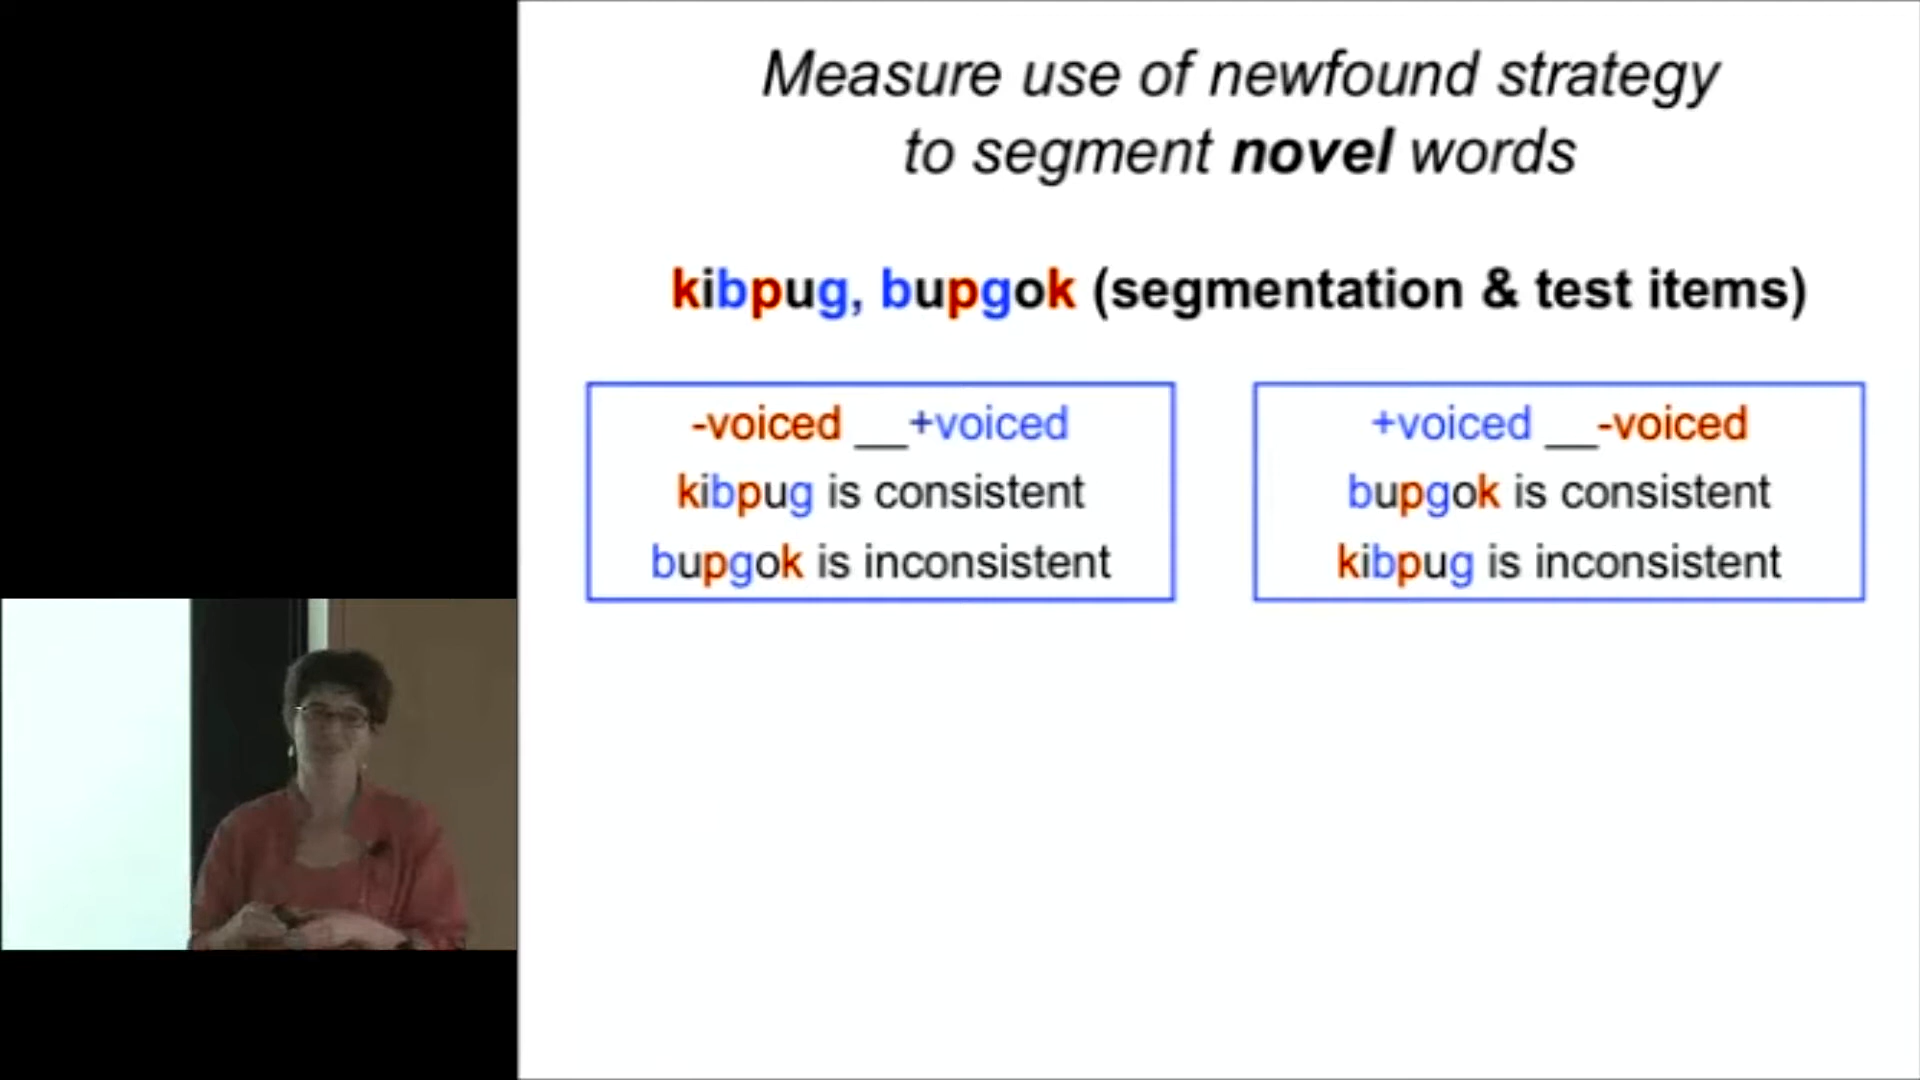 Measure use of newfound strategy
to segment novel words
kibpug, bupgok (segmentation & test items)
-voiced __+voiced
kibpug is consistent
bupgok is inconsistent
+voiced __-voiced
bupgok is consistent
kibpug is inconsistent